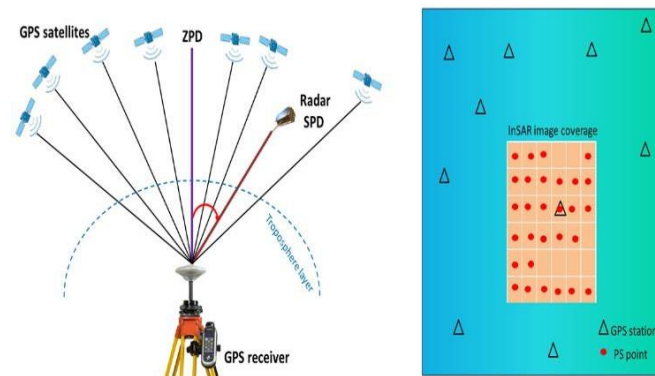 GPS satellites
ZPD
Radar
SPD
Troposphere layer
GPS receiver
InSAR image coverage
GPS station
PS point